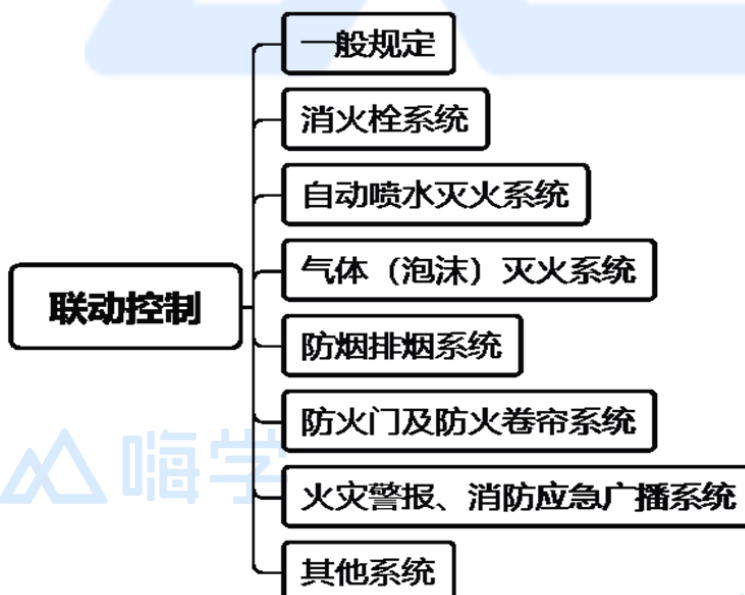 一般规定
消火栓系统
自动喷水灭火系统
气体（泡沫）灭火系统
联动控制
防烟排烟系统
防火门及防火卷帘系统
嗨学
火灾警报、消防应急广播系统
其他系统